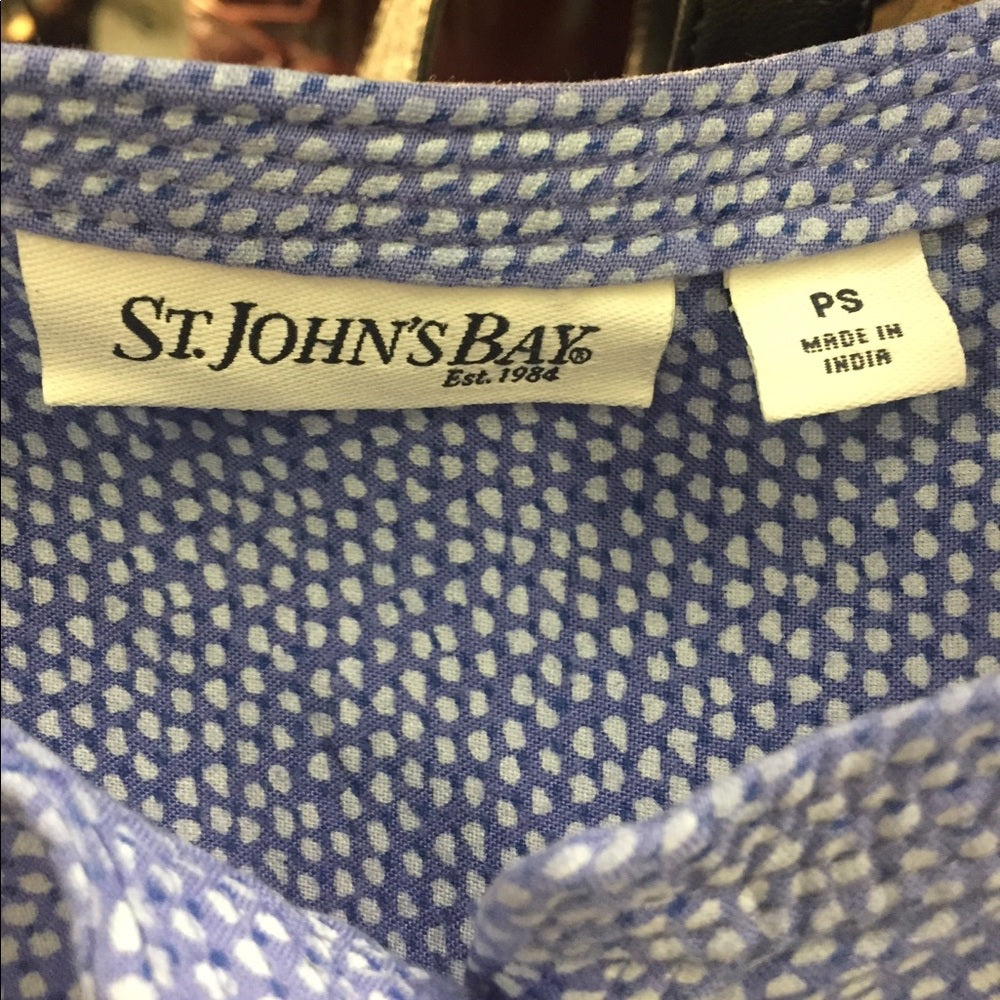 ST. JOHN'S BAY®
Est. 1984
PS
MADE IN
INDIA